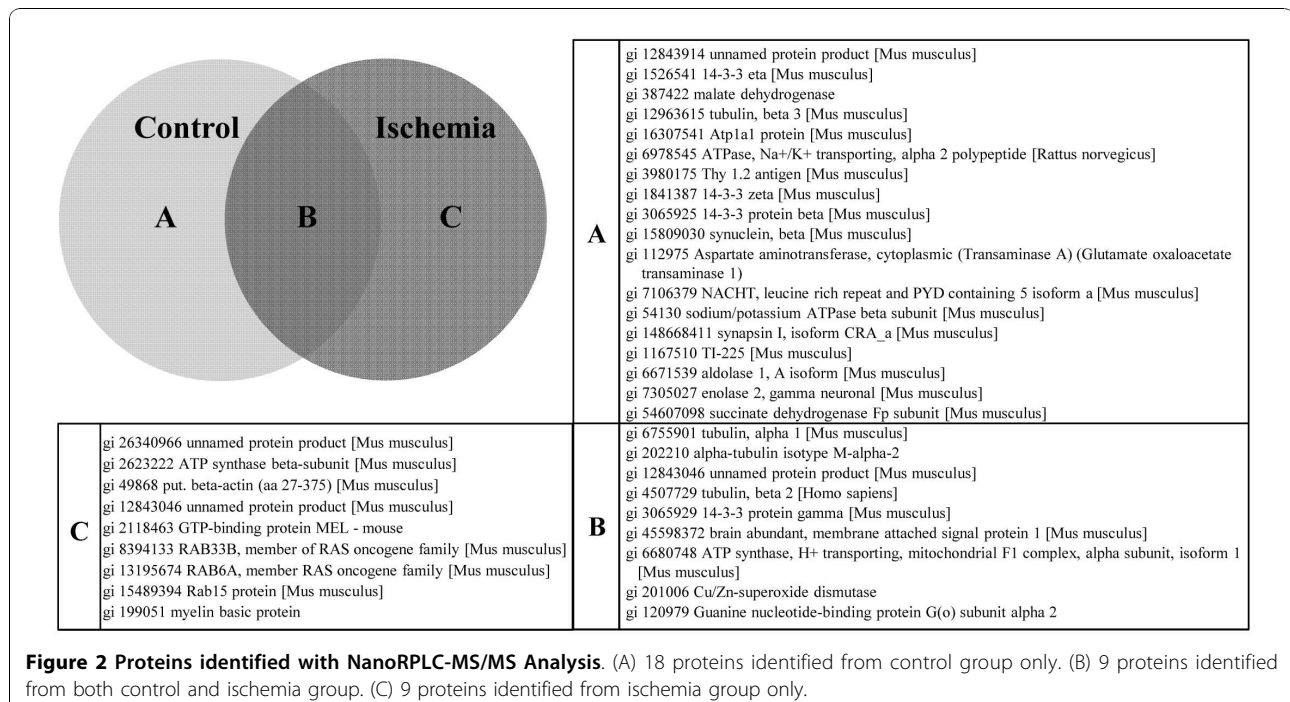 Control
Ischemia
A
B
C
A
gi 12843914 unnamed protein product [Mus musculus]
gi 1526541 14-3-3 eta [Mus musculus]
gi 387422 malate dehydrogenase
gi 12963615 tubulin, beta 3 [Mus musculus]
gi 16307541 Atp1a1 protein [Mus musculus]
gi 6978545 ATPase, Na+/K+ transporting, alpha 2 polypeptide [Rattus norvegicus]
gi 3980175 Thy 1.2 antigen [Mus musculus]
gi 1841387 14-3-3 zeta [Mus musculus]
gi 3065925 14-3-3 protein beta [Mus musculus]
gi 15809030 synuclein, beta [Mus musculus]
gi 112975 Aspartate aminotransferase, cytoplasmic (Transaminase A) (Glutamate oxaloacetate
transaminase 1)
gi 7106379 NACHT, leucine rich repeat and PYD containing 5 isoform a [Mus musculus]
gi 54130 sodium/potassium ATPase beta subunit [Mus musculus]
gi 148668411 synapsin I, isoform CRA_a [Mus musculus]
gi 1167510 TI-225 [Mus musculus]
gi 6671539 aldolase 1, A isoform [Mus musculus]
gi 7305027 enolase 2, gamma neuronal [Mus musculus]
gi 54607098 succinate dehydrogenase Fp subunit [Mus musculus]
C
gi 26340966 unnamed protein product [Mus musculus]
gi 2623222 ATP synthase beta-subunit [Mus musculus]
gi 49868 put. beta-actin (aa 27-375) [Mus musculus]
gi 12843046 unnamed protein product [Mus musculus]
gi 2118463 GTP-binding protein MEL - mouse
gi 8394133 RAB33B, member of RAS oncogene family [Mus musculus]
gi 13195674 RAB6A, member RAS oncogene family [Mus musculus]
gi 15489394 Rab15 protein [Mus musculus]
gi 199051 myelin basic protein
B
gi 6755901 tubulin, alpha 1 [Mus musculus]
gi 202210 alpha-tubulin isotype M-alpha-2
gi 12843046 unnamed protein product [Mus musculus]
gi 4507729 tubulin, beta 2 [Homo sapiens]
gi 3065929 14-3-3 protein gamma [Mus musculus]
gi 45598372 brain abundant, membrane attached signal protein 1 [Mus musculus]
gi 6680748 ATP synthase, H+ transporting, mitochondrial F1 complex, alpha subunit, isoform 1
[Mus musculus]
gi 201006 Cu/Zn-superoxide dismutase
gi 120979 Guanine nucleotide-binding protein G(o) subunit alpha 2
Figure 2 Proteins identified with NanoRPLC-MS/MS Analysis. (A) 18 proteins identified from control group only. (B) 9 proteins identified
from both control and ischemia group. (C) 9 proteins identified from ischemia group only.